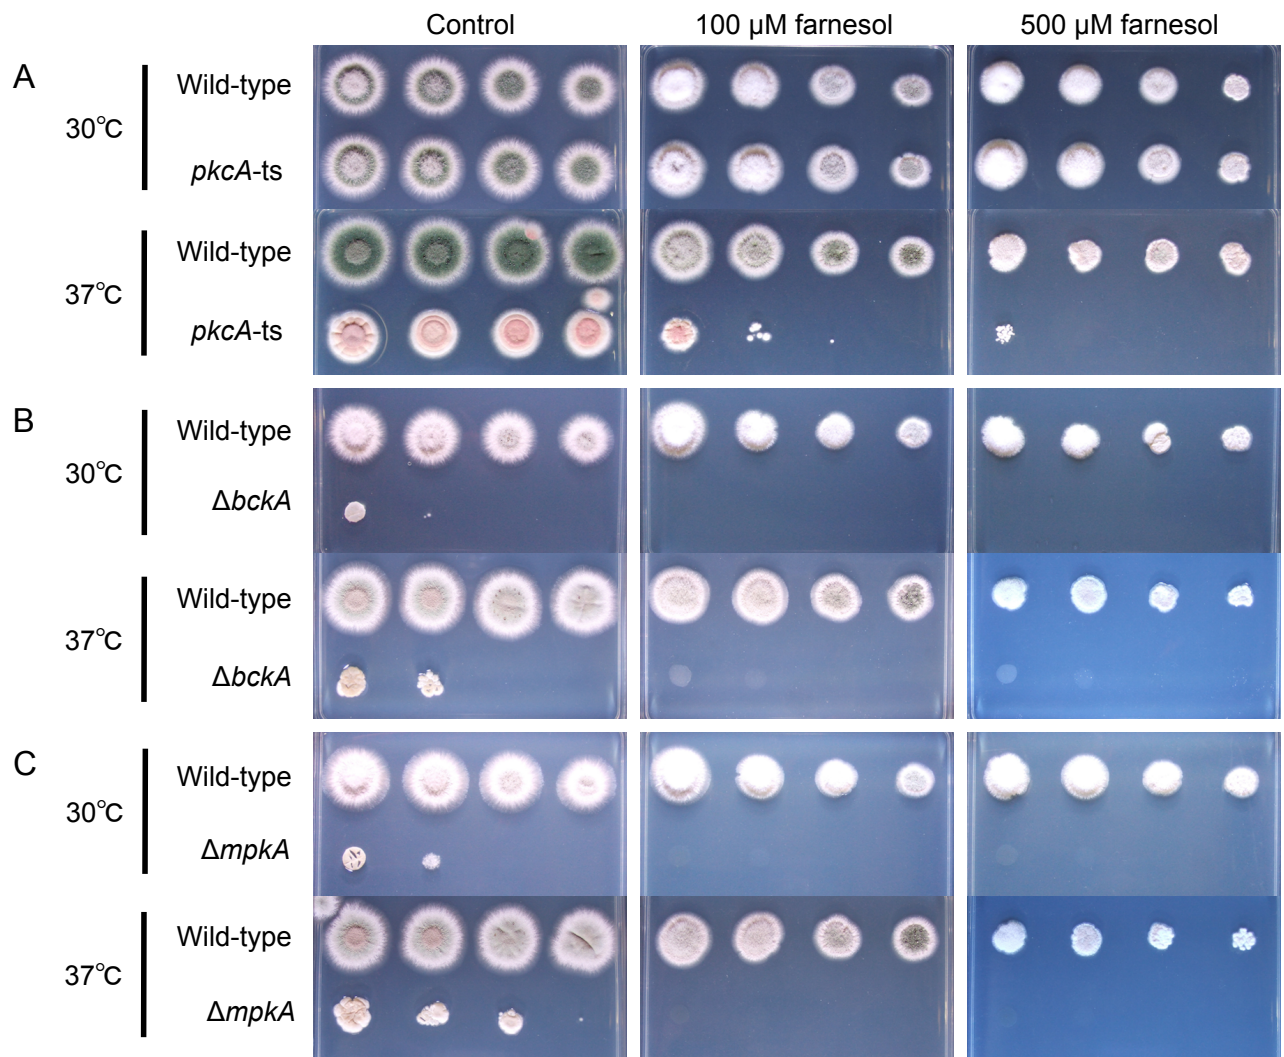 Control 100 µM farnesol 500 µM farnesol
A
Wild-type
30℃
pkcA-ts
Wild-type
37℃
pkcA-ts
B
Wild-type
30℃
ΔbckA
Wild-type
37℃
ΔbckA
C
Wild-type
30℃
ΔmpkA
Wild-type
37℃
ΔmpkA